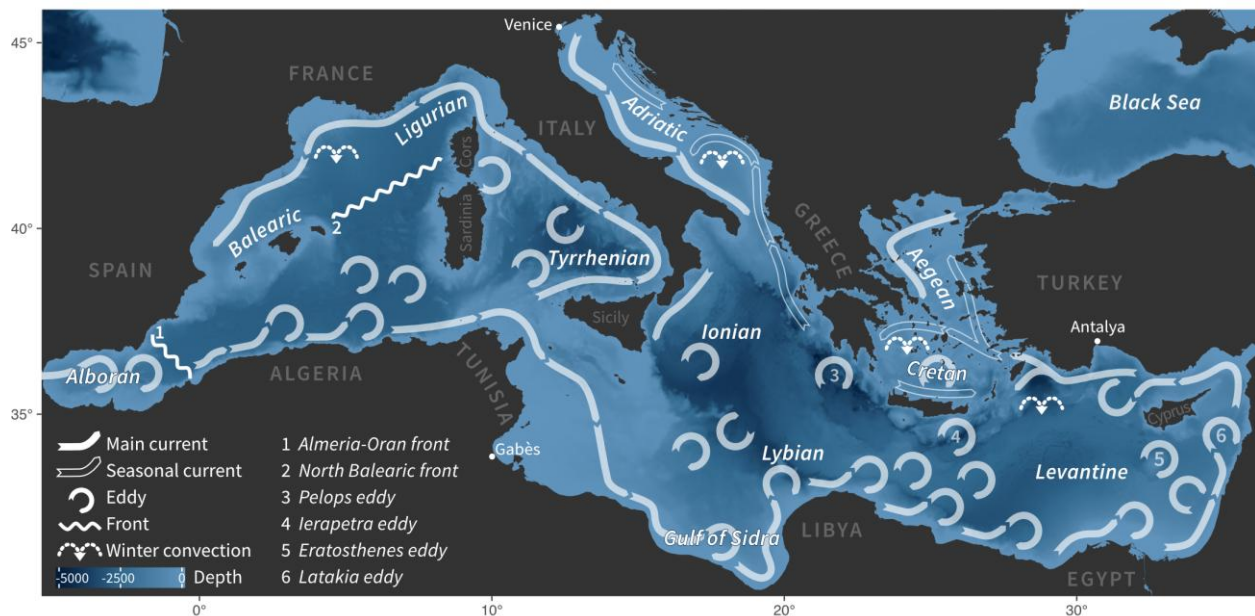 45°
40°
35°
0°
10°
20°
30°
Venice
FRANCE
Ligurian
Cors
ITALY
Adriatic
Black Sea
Balearic
2
Sardinia
Tyrrhenian
SPAIN
GREECE
Aegean
TURKEY
Sicily
Ionian
Antalya
1
Alboran
ALGERIA
TUNISIA
3
Cretan
Cyprus
Gabès
Lybian
4
Levantine
5
6
Gulf of Sidra
LIBYA
EGYPT
Main current
Seasonal current
Eddy
Front
Winter convection
-5000 -2500 0 Depth
1 Almeria-Oran front
2 North Balearic front
3 Pelops eddy
4 Ierapetra eddy
5 Eratosthenes eddy
6 Latakia eddy